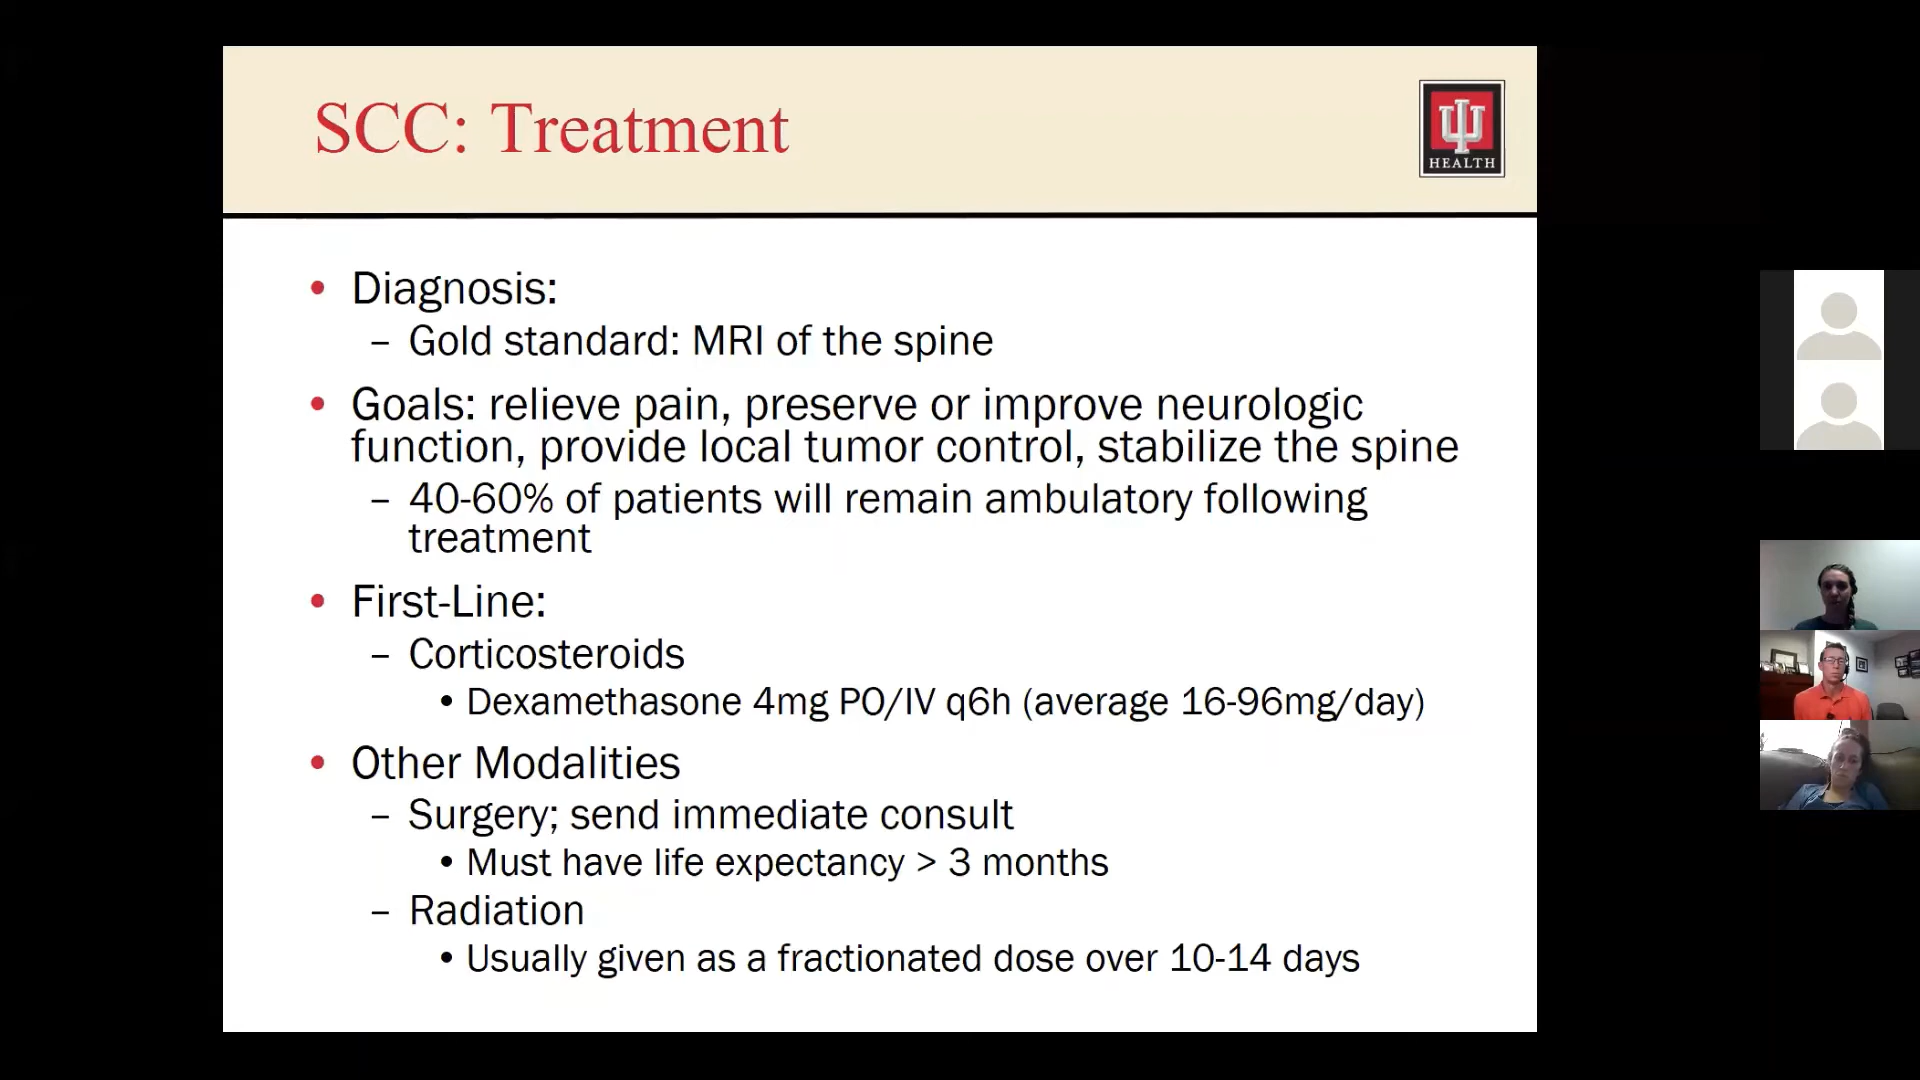 SCC: Treatment
HEALTH
• Diagnosis:
– Gold standard: MRI of the spine
• Goals: relieve pain, preserve or improve neurologic
function, provide local tumor control, stabilize the spine
– 40-60% of patients will remain ambulatory following
treatment
• First-Line:
– Corticosteroids
• Dexamethasone 4mg PO/IV q6h (average 16-96mg/day)
• Other Modalities
– Surgery; send immediate consult
• Must have life expectancy > 3 months
– Radiation
• Usually given as a fractionated dose over 10-14 days